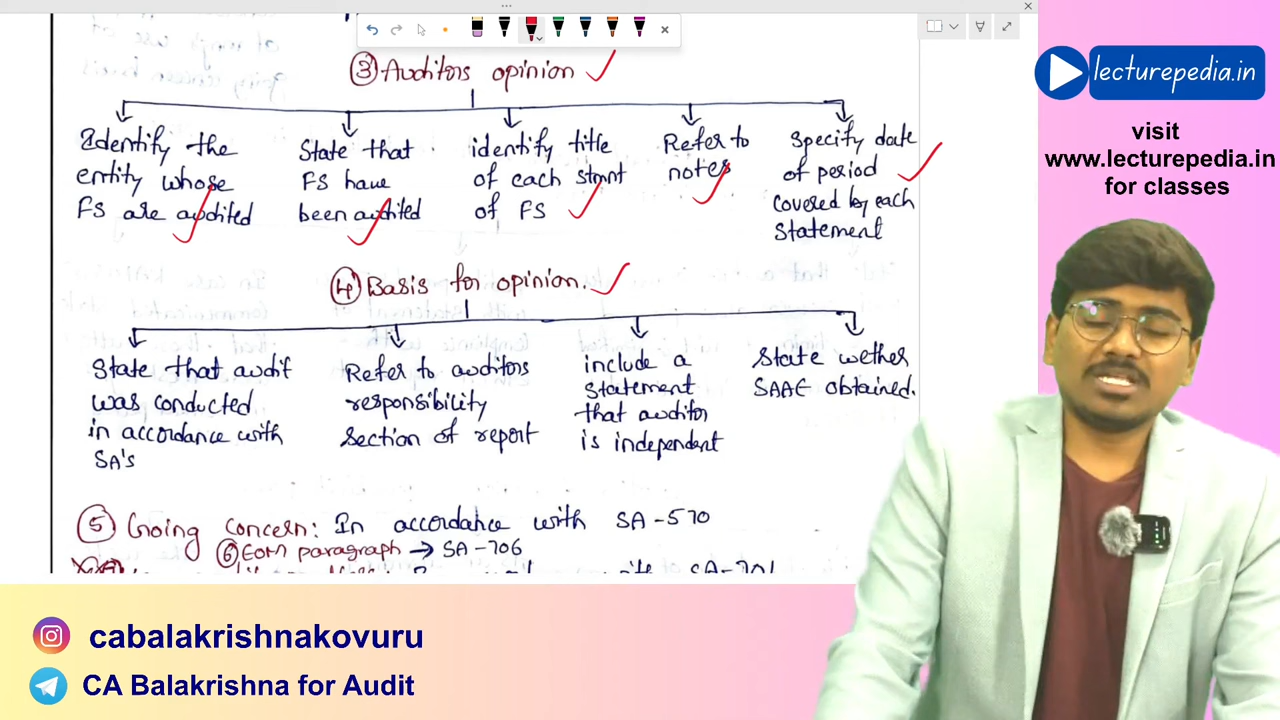 lecturepedia.in
visit
www.lecturepedia.in
for classes
③ Auditors opinion
Identify the
entity whose
FS are audited
State that
FS have
been audited
identify title
of each stmnt
of FS
Refer to
notes
Specify date
of period
covered by each
statement
④ Basis for opinion.
State that audit
was conducted
in accordance with
SA's
Refer to auditors
responsibility
section of report
include a
statement
that auditor
is independent
State wether
SAAE obtained.
⑤ Going concern: In accordance with SA-570
⑥ EOM paragraph → SA-706
SA-701
cabalakrishnakovuru
CA Balakrishna for Audit